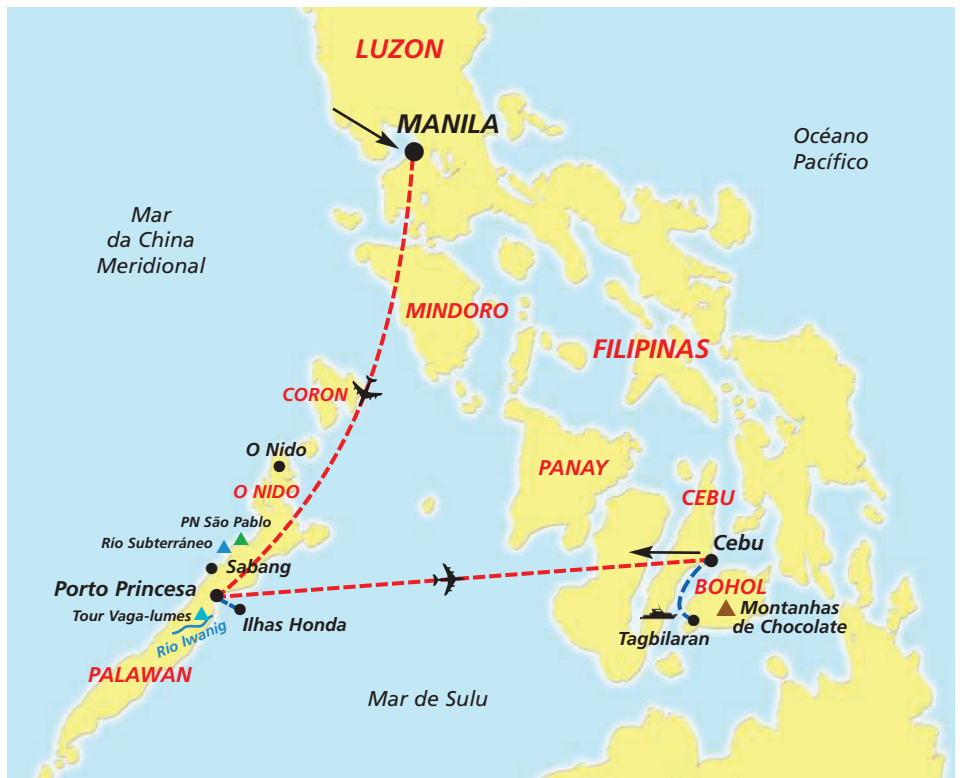 LUZON
MANILA
Océano
Pacífico
Mar
da China
Meridional
MINDORO
FILIPINAS
CORON
O Nido
PANAY
O NIDO
CEBU
PN São Pablo
Rio Subterráneo
Cebu
Sabang
Porto Princesa
BOHOL
Tour Vaga-lumes
Ilhas Honda
Montanhas
de Chocolate
Rio Iwanig
Tagbilaran
PALAWAN
Mar de Sulu